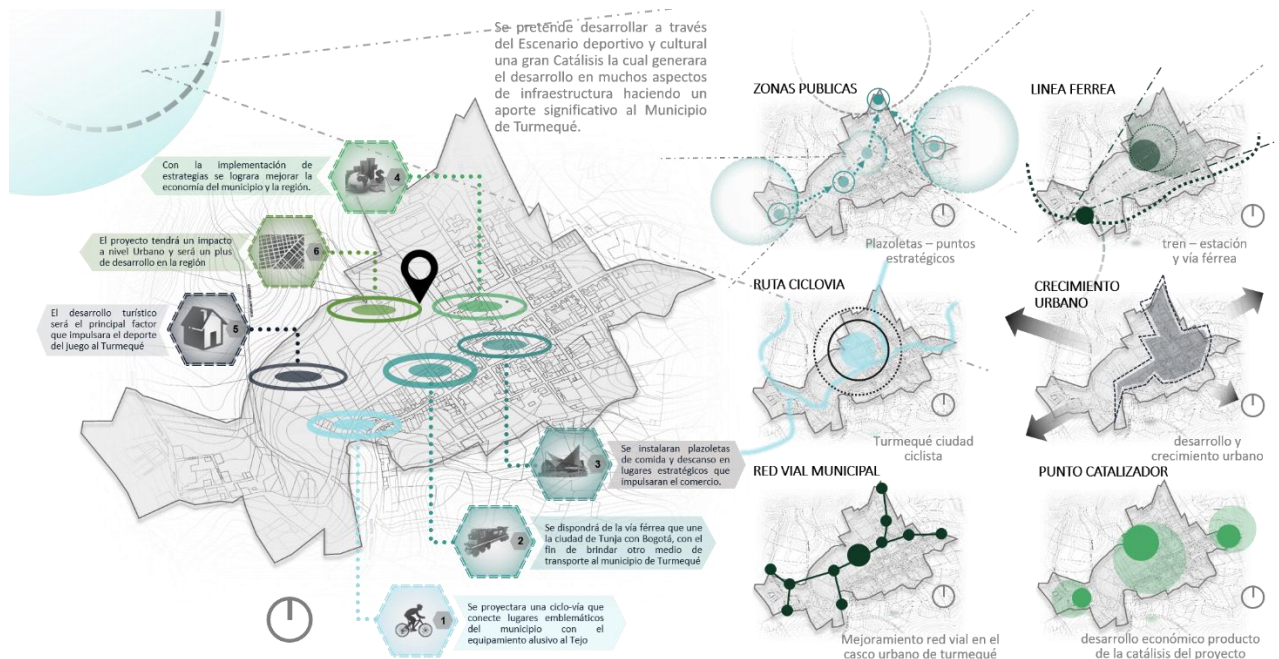 Se pretende desarrollar a través
del Escenario deportivo y cultural
una gran Catálisis la cual generara
el desarrollo en muchos aspectos
de infraestructura haciendo un
aporte significativo al Municipio
de Turmequé.
Con la implementación de
estrategias se lograra mejorar la
economía del municipio y la región.
4
El proyecto tendrá un impacto
a nivel Urbano y será un plus
de desarrollo en la región
6
El desarrollo turístico
será el principal factor
que impulsara el deporte
del juego al Turmequé
5
Se instalaran plazoletas
de comida y descanso en
lugares estratégicos que
impulsaran el comercio.
3
Se dispondrá de la vía férrea que une
la ciudad de Tunja con Bogotá, con el
fin de brindar otro medio de
transporte al municipio de Turmequé
2
Se proyectara una ciclo-vía que
conecte lugares emblemáticos
del municipio con el
equipamiento alusivo al Tejo
1
ZONAS PUBLICAS
Plazoletas – puntos
estratégicos
LINEA FERREA
tren – estación
y vía férrea
RUTA CICLOVIA
Turmequé ciudad
ciclista
CRECIMIENTO
URBANO
desarrollo y
crecimiento urbano
RED VIAL MUNICIPAL
Mejoramiento red vial en el
casco urbano de turmequé
PUNTO CATALIZADOR
desarrollo económico producto
de la catálisis del proyecto